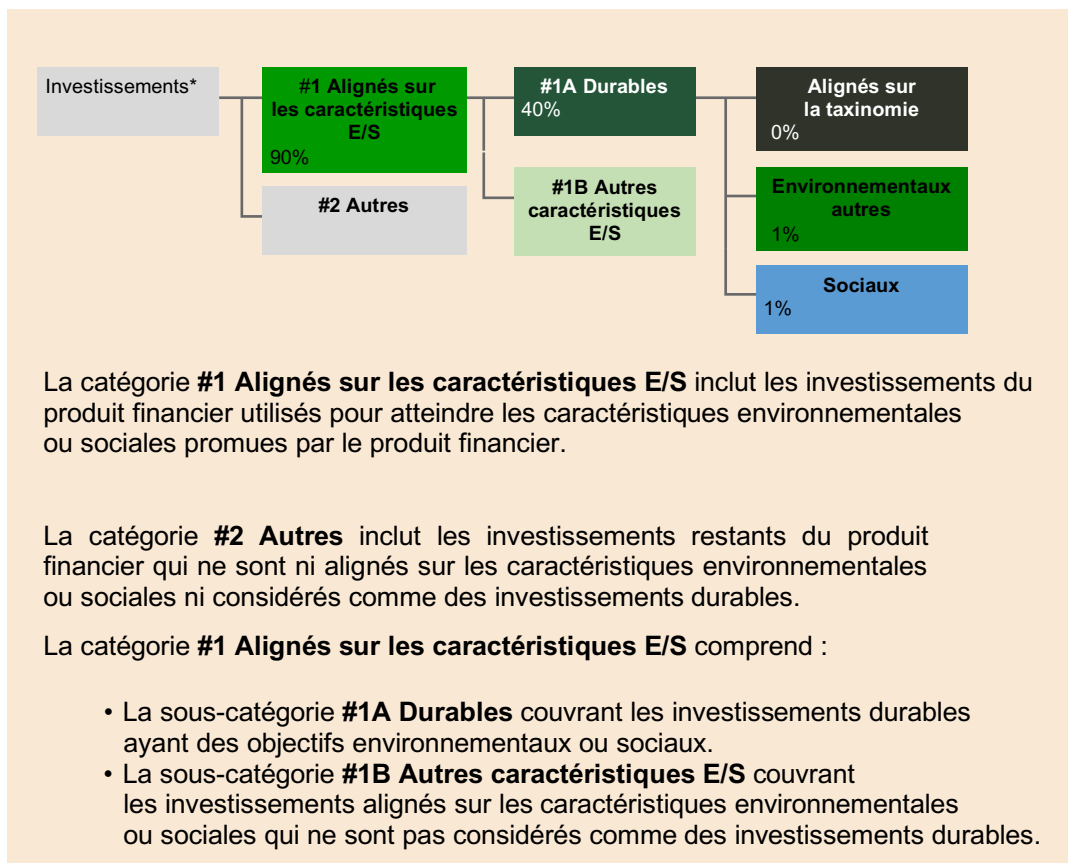 Investissements*
#1 Alignés sur
les caractéristiques
E/S
90%
#2 Autres
#1A Durables
40%
#1B Autres
caractéristiques
E/S
Alignés sur
la taxinomie
0%
Environnementaux
autres
1%
Sociaux
1%
La catégorie #1 Alignés sur les caractéristiques E/S inclut les investissements du
produit financier utilisés pour atteindre les caractéristiques environnementales
ou sociales promues par le produit financier.
La catégorie #2 Autres inclut les investissements restants du produit
financier qui ne sont ni alignés sur les caractéristiques environnementales
ou sociales ni considérés comme des investissements durables.
La catégorie #1 Alignés sur les caractéristiques E/S comprend :
• La sous-catégorie #1A Durables couvrant les investissements durables
ayant des objectifs environnementaux ou sociaux.
• La sous-catégorie #1B Autres caractéristiques E/S couvrant
les investissements alignés sur les caractéristiques environnementales
ou sociales qui ne sont pas considérés comme des investissements durables.